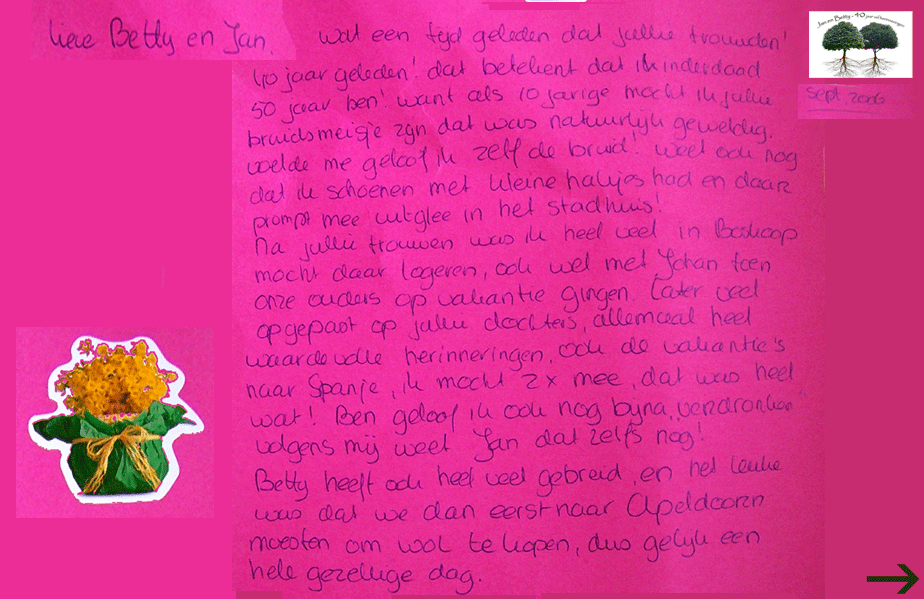 lieve Betty en Jan.
Jan en Betty - 40 jaar
sept 2006
wat een tijd geleden dat jullie trouwden!
40 jaar geleden! dat betekent dat ik inderdaad
50 jaar ben! want als 10 jarige mocht ik jullie
bruidsmeisje zijn dat was natuurlijk geweldig.
voelde me geloof ik zelf de bruid! Weet ook nog
dat ik schoenen met kleine hakjes had en daar
prompt mee uitglee in het stadhuis!
Na jullie trouwen was ik heel veel in Boskoop
mocht daar logeren, ook wel met Johan toen
onze ouders op vakantie gingen. Later veel
opgepast op jullie dochters, allemaal heel
waardevolle herinneringen. Ook de vakantie's
naar Spanje, ik mocht 2x mee, dat was heel
wat! Ben geloof ik ook nog bijna verdronken
volgens mij weet Jan dat zelfs nog!
Betty heeft ook heel veel gebreid, en het leuke
was dat we dan eerst naar Apeldoorn
moesten om wol te kopen, dus gelijk een
hele gezellige dag.